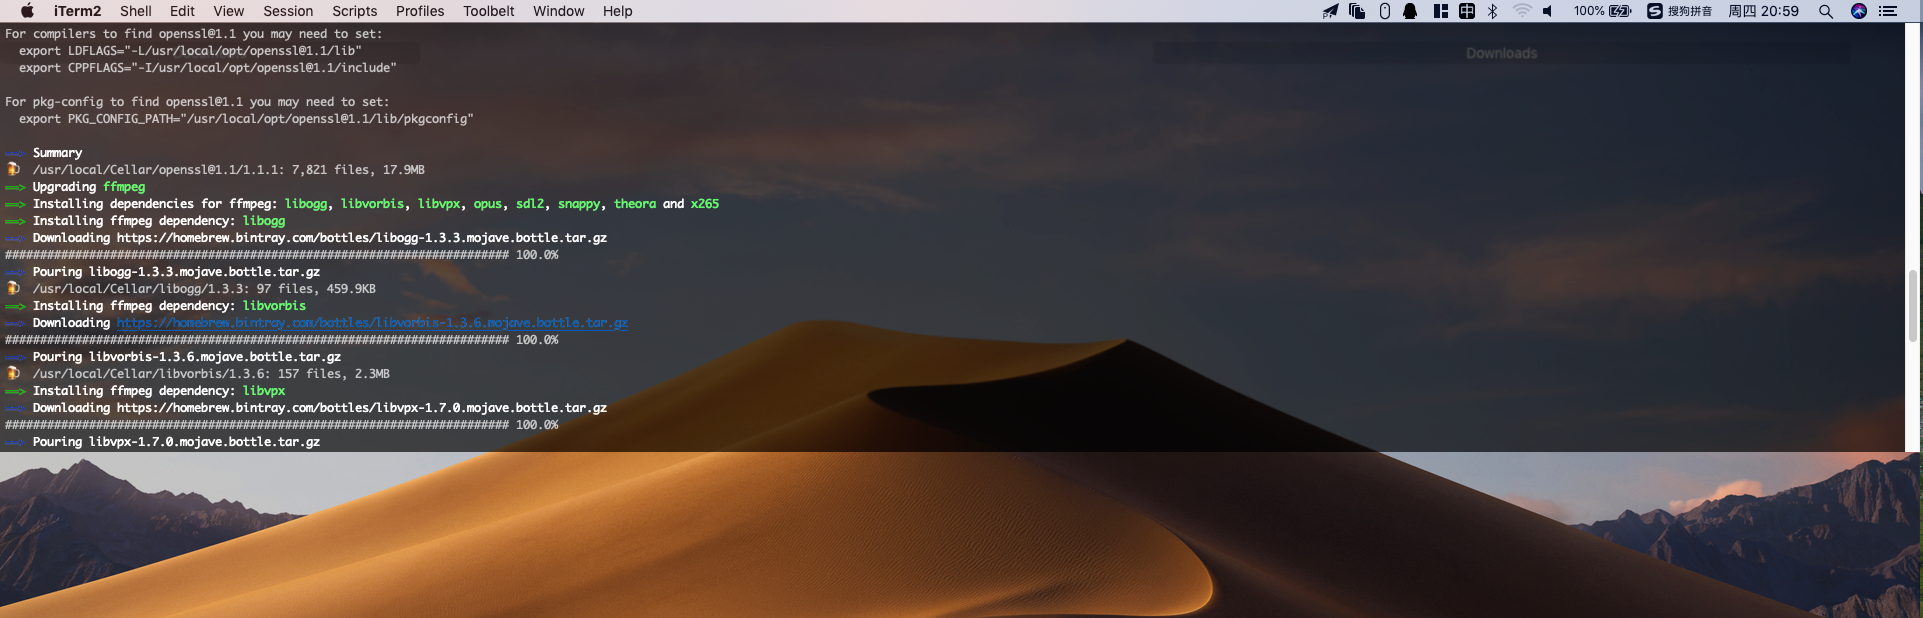 iTerm2 Shell Edit View Session Scripts Profiles Toolbelt Window Help 100% 搜狗拼音 周四 20:59
For compilers to find openssl@1.1 you may need to set:
export LDFLAGS="-L/usr/local/opt/openssl@1.1/lib"
Downloads
export CPPFLAGS="-I/usr/local/opt/openssl@1.1/include"
For pkg-config to find openssl@1.1 you may need to set:
export PKG_CONFIG_PATH="/usr/local/opt/openssl@1.1/lib/pkgconfig"
==> Summary
🍺 /usr/local/Cellar/openssl@1.1/1.1.1: 7,821 files, 17.9MB
==> Upgrading ffmpeg
==> Installing dependencies for ffmpeg: libogg, libvorbis, libvpx, opus, sdl2, snappy, theora and x265
==> Installing ffmpeg dependency: libogg
==> Downloading https://homebrew.bintray.com/bottles/libogg-1.3.3.mojave.bottle.tar.gz
######################################################################## 100.0%
==> Pouring libogg-1.3.3.mojave.bottle.tar.gz
🍺 /usr/local/Cellar/libogg/1.3.3: 97 files, 459.9KB
==> Installing ffmpeg dependency: libvorbis
==> Downloading https://homebrew.bintray.com/bottles/libvorbis-1.3.6.mojave.bottle.tar.gz
######################################################################## 100.0%
==> Pouring libvorbis-1.3.6.mojave.bottle.tar.gz
🍺 /usr/local/Cellar/libvorbis/1.3.6: 157 files, 2.3MB
==> Installing ffmpeg dependency: libvpx
==> Downloading https://homebrew.bintray.com/bottles/libvpx-1.7.0.mojave.bottle.tar.gz
######################################################################## 100.0%
==> Pouring libvpx-1.7.0.mojave.bottle.tar.gz